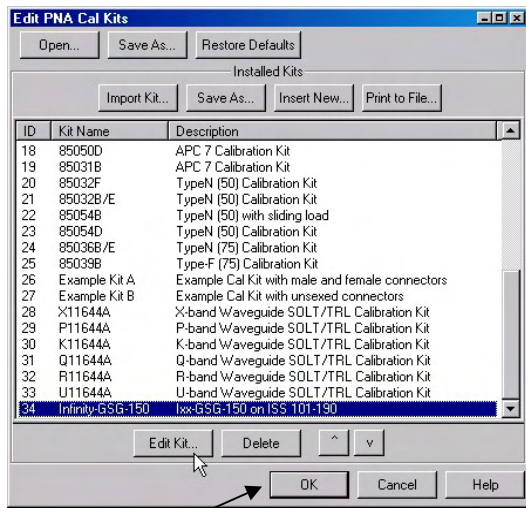 Edit PNA Cal Kits
Open... Save As... Restore Defaults
Installed Kits
Import Kit... Save As... Insert New... Print to File...
ID Kit Name Description
18 85050D APC 7 Calibration Kit
19 85031B APC 7 Calibration Kit
20 85032F TypeN (50) Calibration Kit
21 85032B/E TypeN (50) Calibration Kit
22 85054B TypeN (50) with sliding load
23 85054D TypeN (50) Calibration Kit
24 85036B/E TypeN (75) Calibration Kit
25 85039B Type-F (75) Calibration Kit
26 Example Kit A Example Cal Kit with male and female connectors
27 Example Kit B Example Cal Kit with unsexed connectors
28 X11644A X-band Waveguide SOLT/TRL Calibration Kit
29 P11644A P-band Waveguide SOLT/TRL Calibration Kit
30 K11644A K-band Waveguide SOLT/TRL Calibration Kit
31 Q11644A Q-band Waveguide SOLT/TRL Calibration Kit
32 R11644A R-band Waveguide SOLT/TRL Calibration Kit
33 U11644A U-band Waveguide SOLT/TRL Calibration Kit
34 Infinity-GSG-150 Ixx-GSG-150 on ISS 101-190
Edit Kit... Delete ^ v
OK Cancel Help